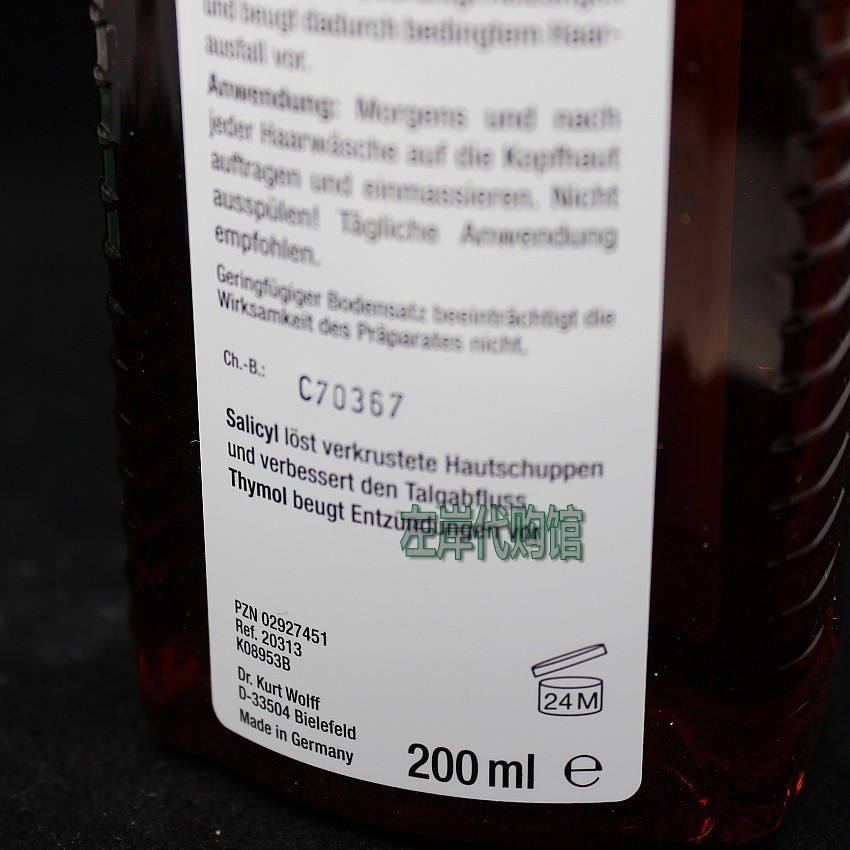 und beugt dadurch bedingtem Haar-
ausfall vor.
Anwendung: Morgens und nach
jeder Haarwäsche auf die Kopfhaut
auftragen und einmassieren. Nicht
ausspülen! Tägliche Anwendung
empfohlen.
Geringfügiger Bodensatz beeinträchtigt die
Wirksamkeit des Präparates nicht.
Ch.-B.: C70367
Salicyl löst verkrustete Hautschuppen
und verbessert den Talgabfluss
Thymol beugt Entzündungen vor
左岸代购馆
PZN 02927451
Ref. 20313
K08953B
Dr. Kurt Wolff
D-33504 Bielefeld
Made in Germany
24 M
200 ml e